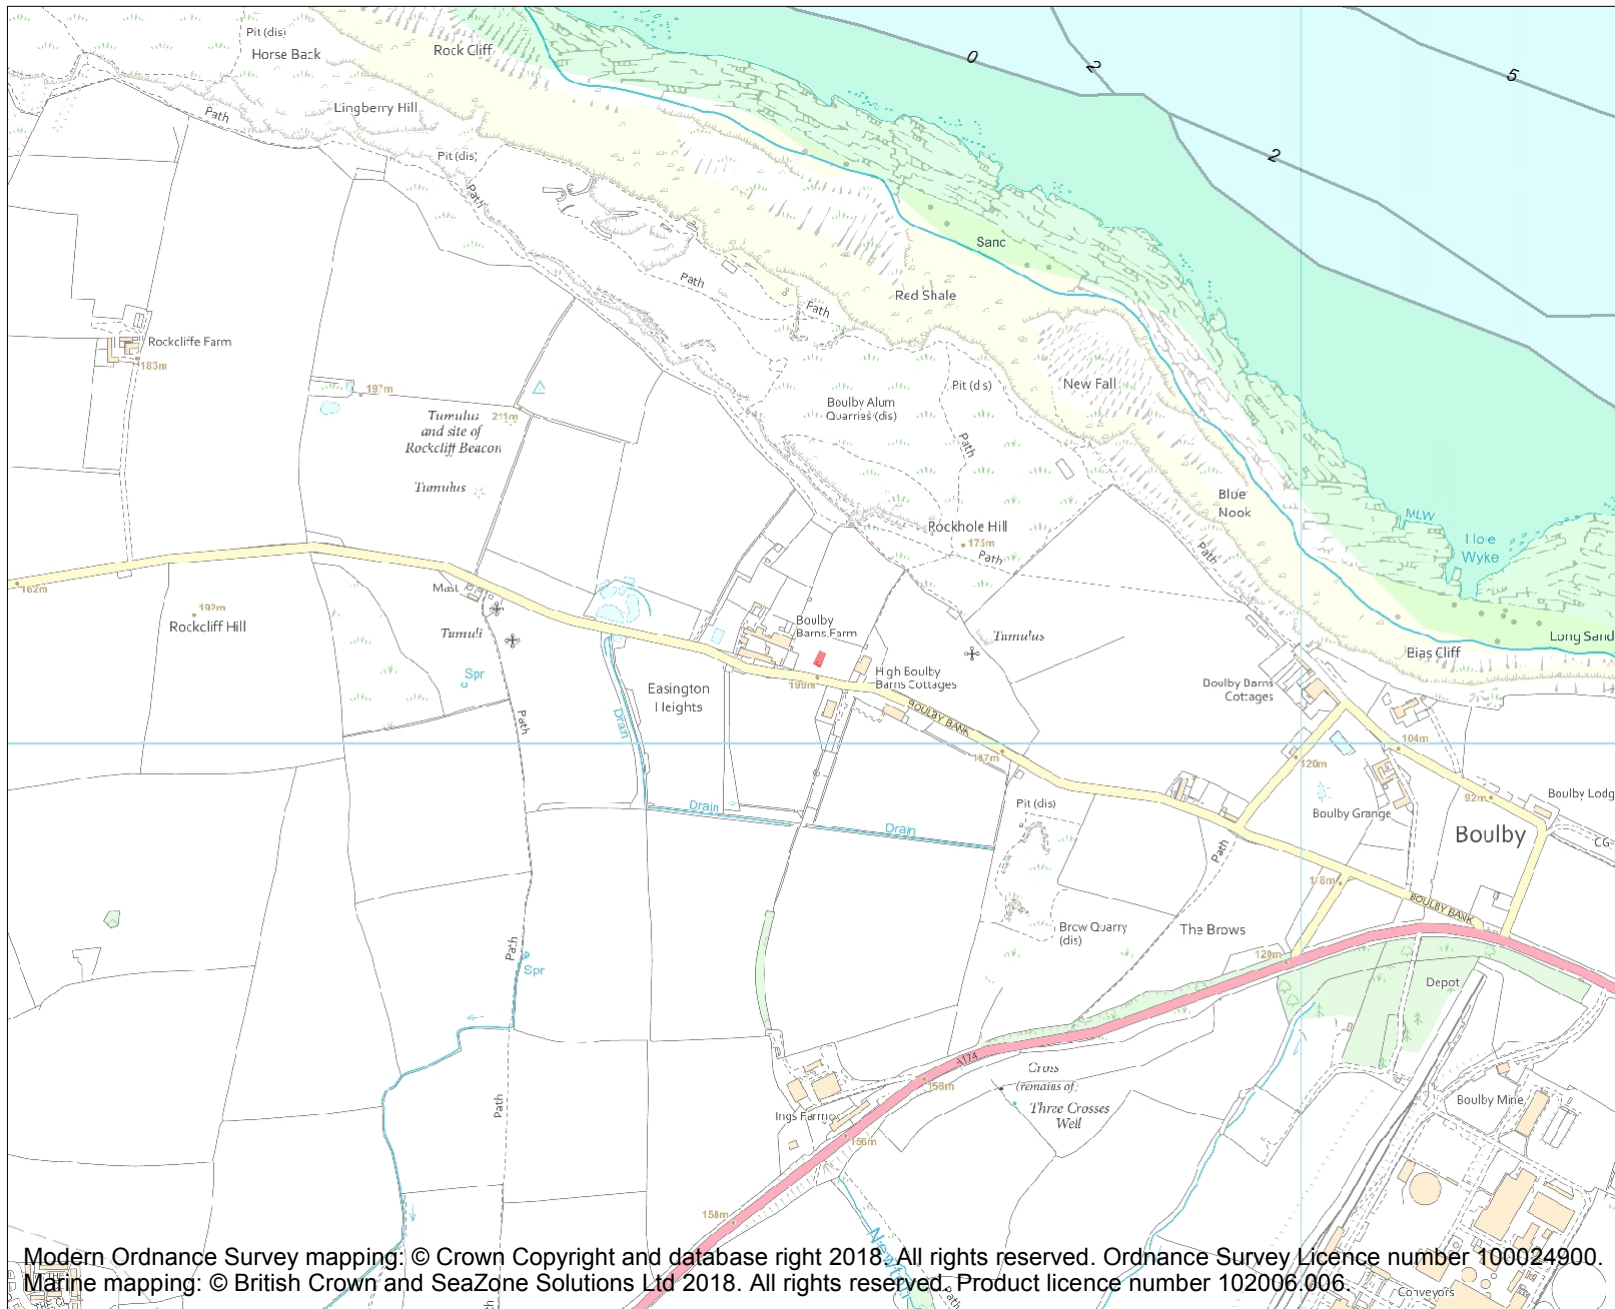 Pit (dis)
Horse Back
Rock Cliff
0
2
5
Lingberry Hill
Path
Pit (dis)
Path
2
Sanc
Path
Red Shale
Path
Rockcliffe Farm
183m
197m
New Fall
Pit (d s)
Boulby Alum
Quarries (dis)
Tumulus
and site of
Rockcliff Beacon
211m
Path
Tumulus
Blue
Nook
MLW
Rockhole Hill
173m
Path
Path
Hole
Wyke
162m
Mast
192m
Rockcliff Hill
Tumuli
Boulby
Barns Farm
Tumulus
Long Sand
Bias Cliff
Spr
High Boulby
Barns Cottages
199m
Easington
Heights
Boulby Barns
Cottages
Path
Drain
BOULBY BANK
187m
104m
120m
Drain
Drain
Pit (dis)
92m
Boulby Lodg
Boulby Grange
Boulby
CG
Path
118m
BOULBY BANK
Path
Spr
Brow Quarry
(dis)
The Brows
120m
Depot
A174
Cross
(remains of)
158m
Three Crosses
Well
Path
Ings Farm
156m
Boulby Mine
158m
Modern Ordnance Survey mapping: © Crown Copyright and database right 2018. All rights reserved. Ordnance Survey Licence number 100024900.
Marine mapping: © British Crown and SeaZone Solutions Ltd 2018. All rights reserved. Product licence number 102006.006.
Conveyors
Path